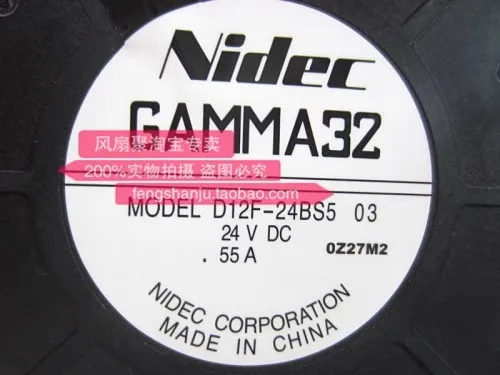 Nidec
GAMMA32
风扇聚淘宝专卖
200%实物拍摄 盗图必究
fengshanju.taobao.com
MODEL D12F-24BS5 03
24 V DC
.55 A
0Z27M2
NIDEC CORPORATION
MADE IN CHINA